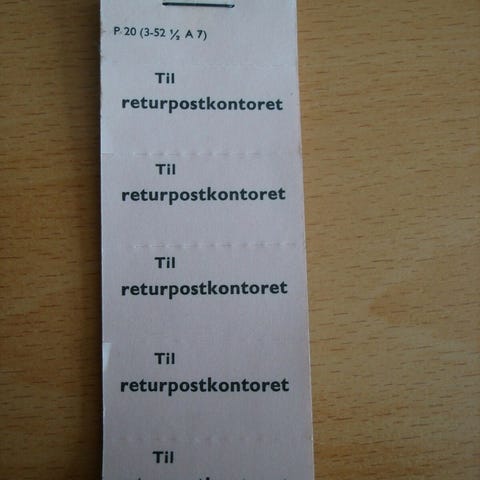 P. 20 (3-52 ½ A 7)
Til
returpostkontoret
Til
returpostkontoret
Til
returpostkontoret
Til
returpostkontoret
Til